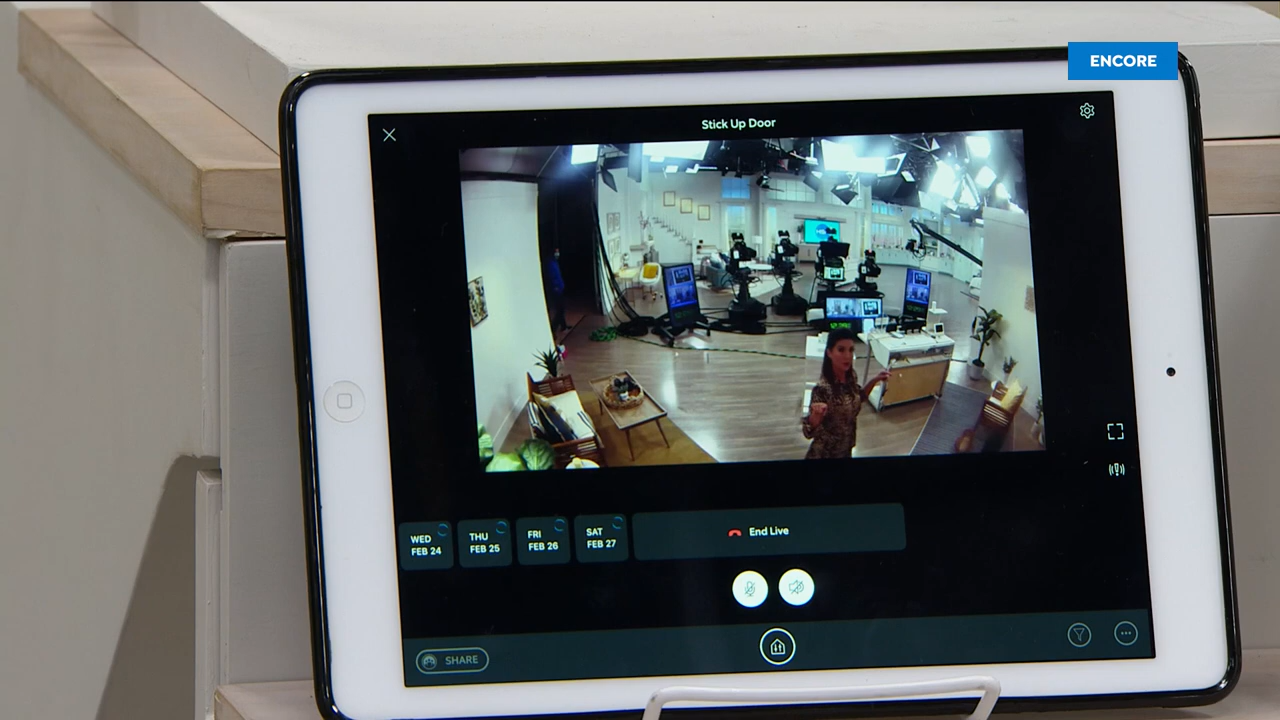 ENCORE
Stick Up Door
WED
FEB 24
THU
FEB 25
FRI
FEB 26
SAT
FEB 27
End Live
SHARE